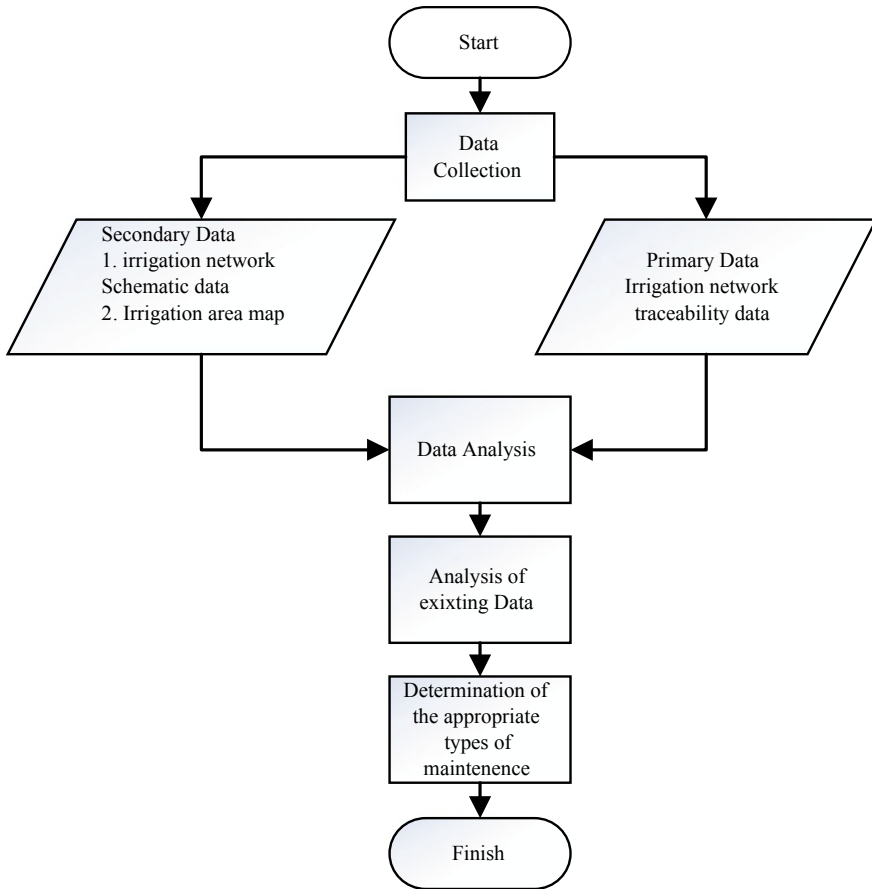 Start
Data
Collection
Secondary Data
1. irrigation network
Schematic data
2. Irrigation area map
Primary Data
Irrigation network
traceability data
Data Analysis
Analysis of
exixting Data
Determination of
the appropriate
types of
maintenence
Finish